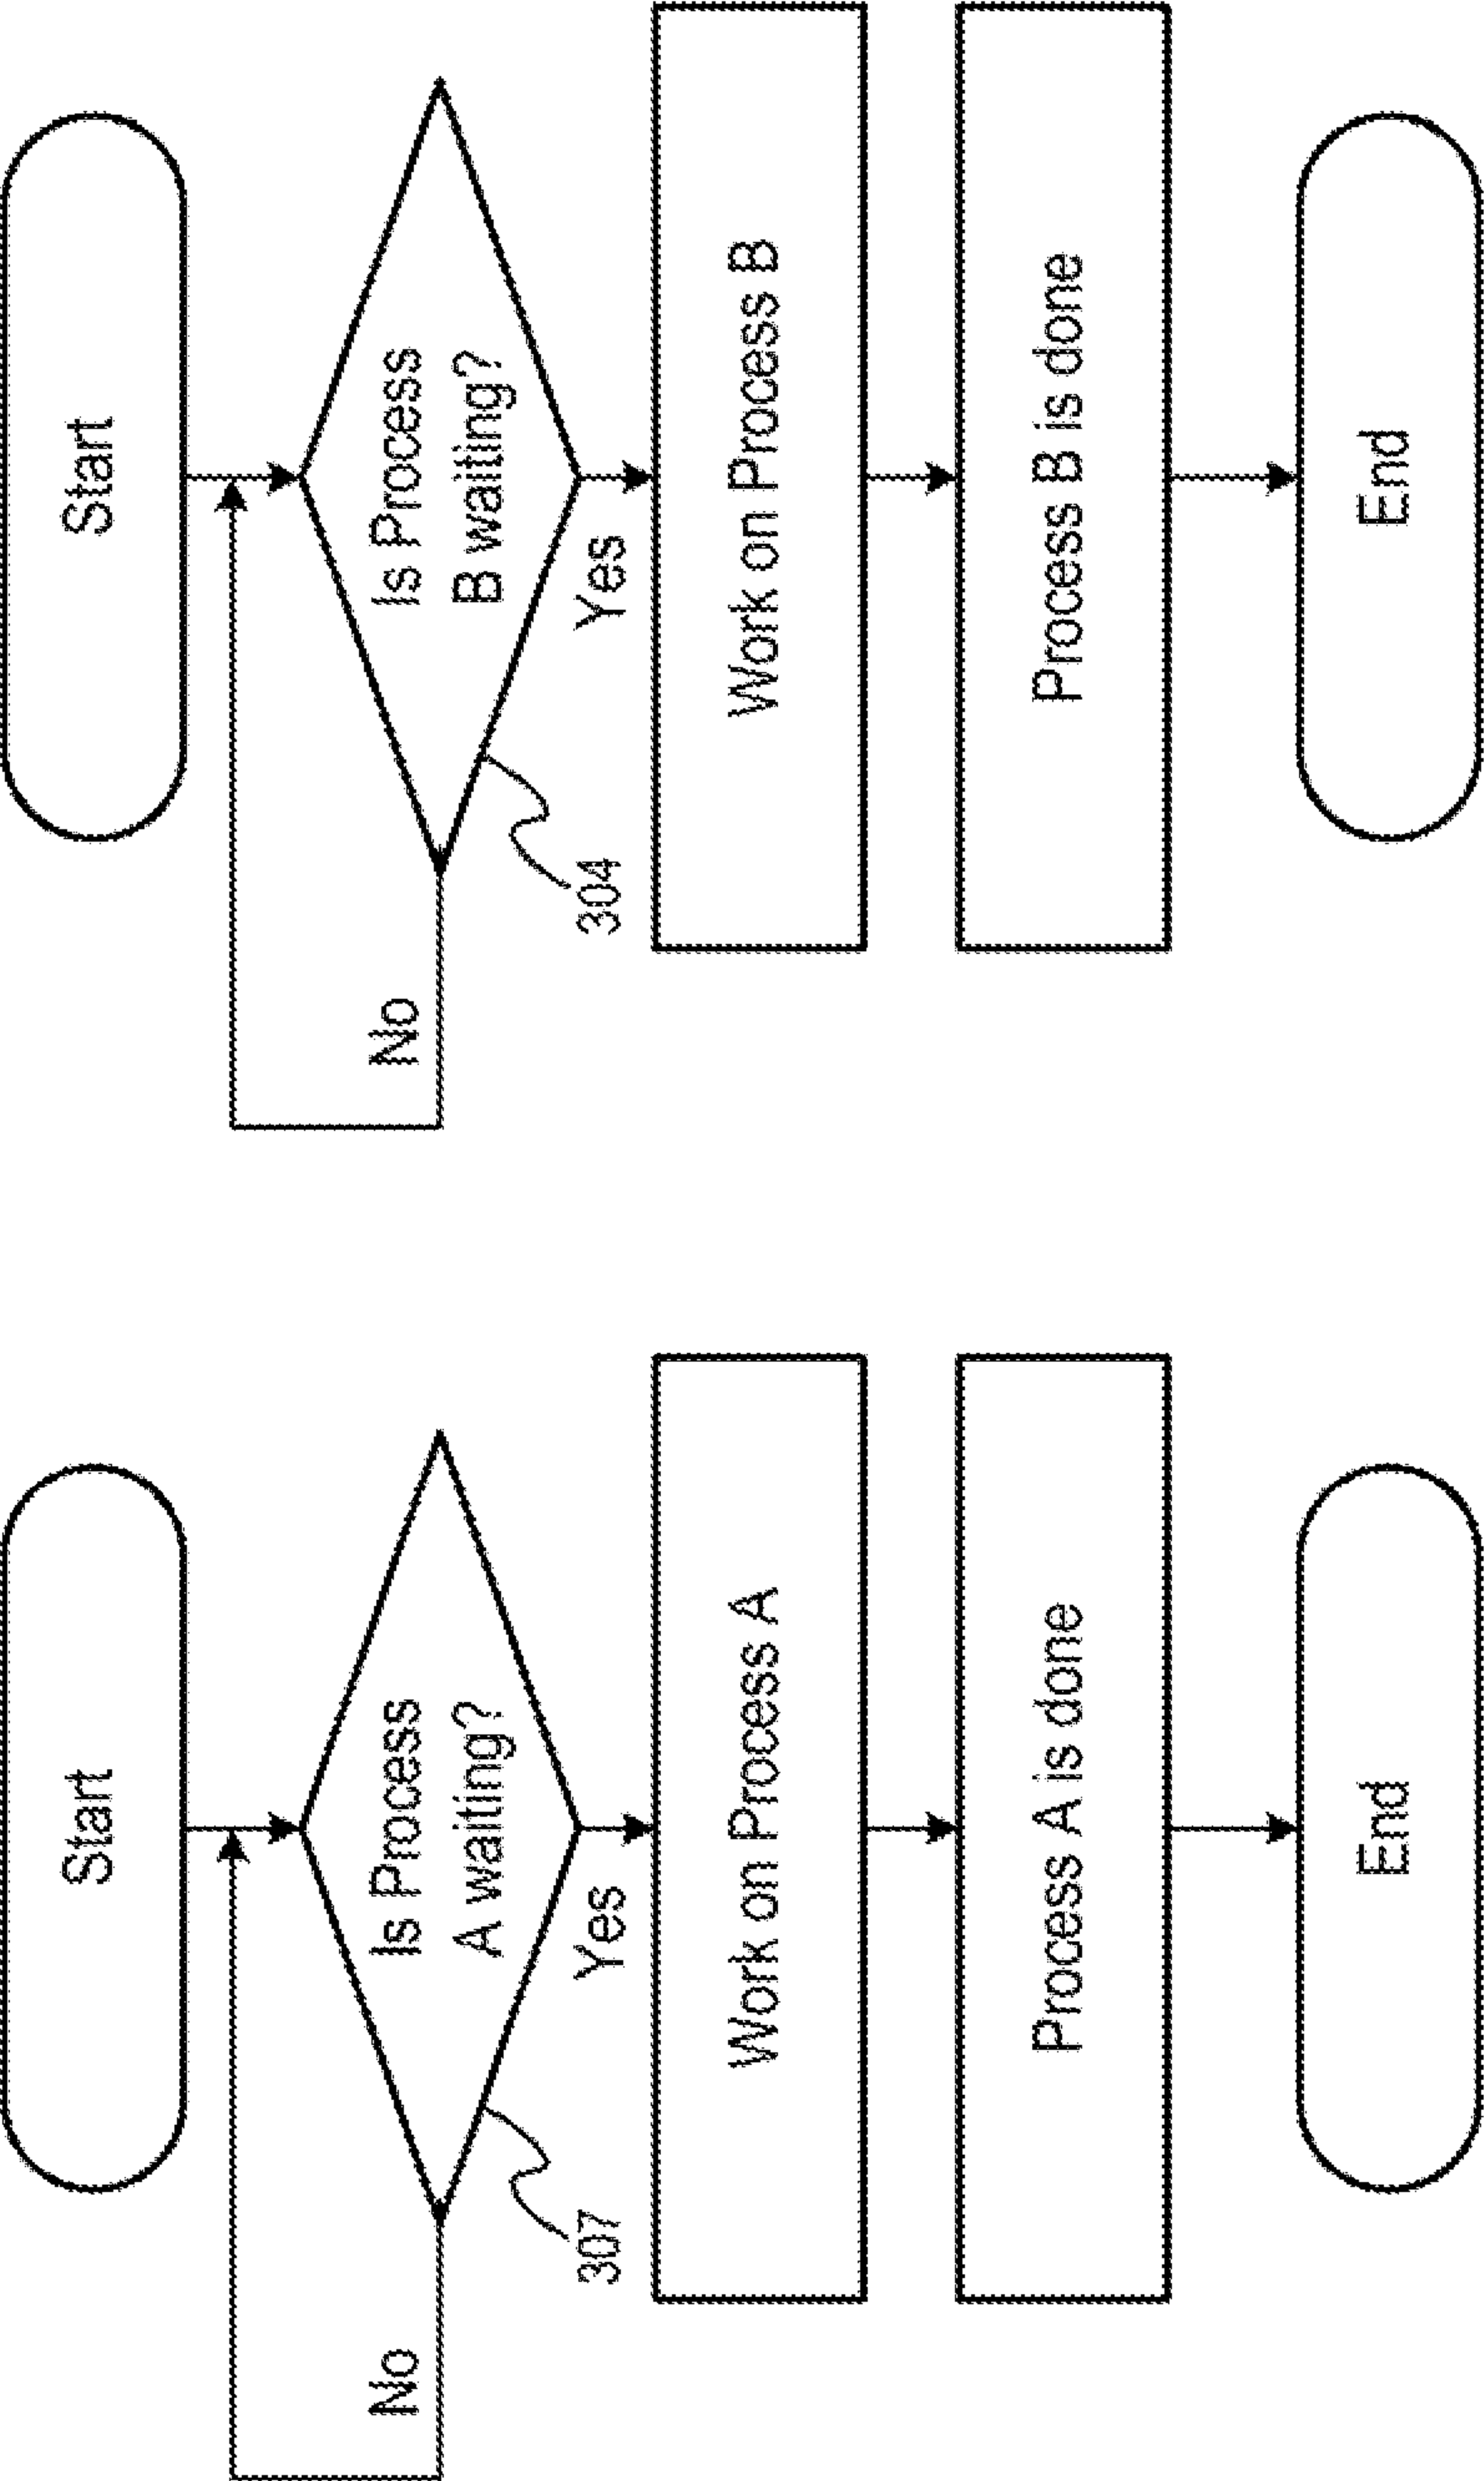 Start
No
Is Process
A waiting?
307
Yes
Work on Process A
Process A is done
End
Start
No
Is Process
B waiting?
304
Yes
Work on Process B
Process B is done
End